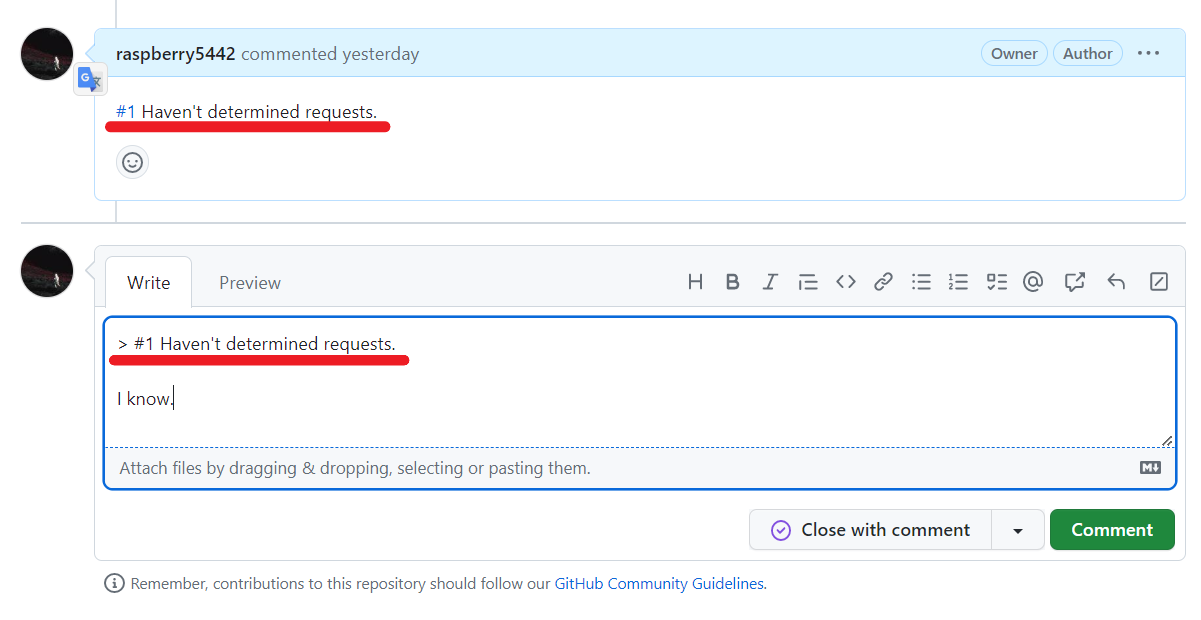 raspberry5442 commented yesterday
Owner
Author
#1 Haven't determined requests.
Write
Preview
> #1 Haven't determined requests.
I know.
Attach files by dragging & dropping, selecting or pasting them.
Close with comment
Comment
Remember, contributions to this repository should follow our GitHub Community Guidelines.